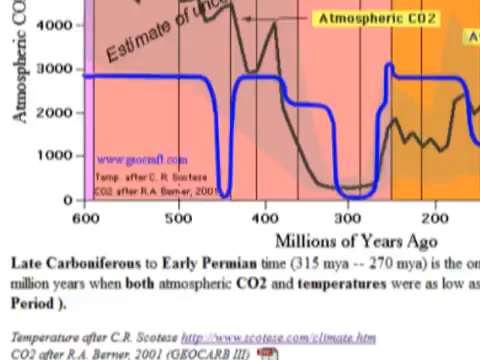 Atmospheric CO
4000
3000
2000
1000
0
Estimate of unce
Atmospheric CO2
A
www.geocraft.com
Temp. after C.R. Scotese
CO2 after R.A. Berner, 2001
600 500 400 300 200
Millions of Years Ago
Late Carboniferous to Early Permian time (315 mya -- 270 mya) is the on
million years when both atmospheric CO2 and temperatures were as low as
Period ).
Temperature after C.R. Scotese http://www.scotese.com/climate.htm
CO2 after R.A. Berner, 2001 (GEOCARB III)